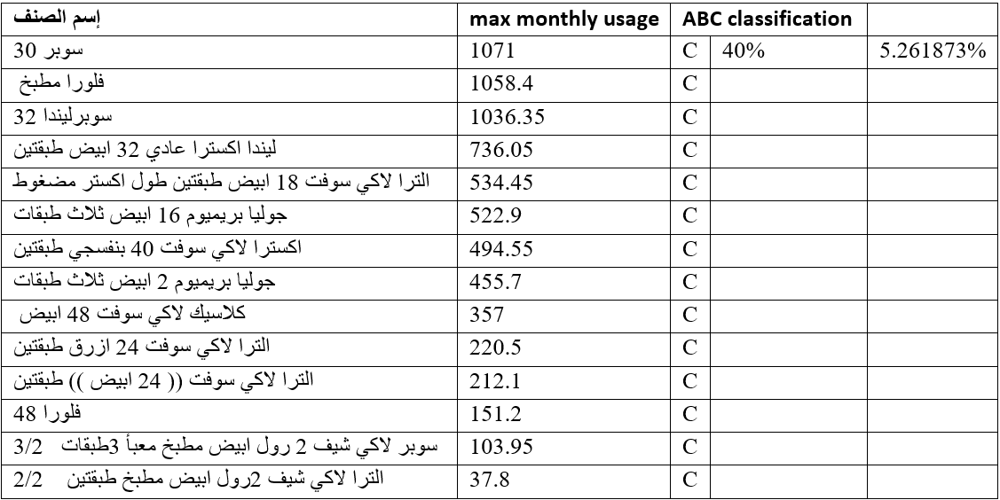 إسم الصنف max monthly usage ABC classification
سوبر 30 1071 C 40% 5.261873%
فلورا مطبخ 1058.4 C
سوبرليندا 32 1036.35 C
ليندا اكسترا عادي 32 ابيض طبقتين 736.05 C
الترا لاكي سوفت 18 ابيض طبقتين طول اكستر مضغوط 534.45 C
جوليا بريميوم 16 ابيض ثلاث طبقات 522.9 C
اكسترا لاكي سوفت 40 بنفسجي طبقتين 494.55 C
جوليا بريميوم 2 ابيض ثلاث طبقات 455.7 C
كلاسيك لاكي سوفت 48 ابيض 357 C
الترا لاكي سوفت 24 ازرق طبقتين 220.5 C
الترا لاكي سوفت (( 24 ابيض )) طبقتين 212.1 C
فلورا 48 151.2 C
سوبر لاكي شيف 2 رول ابيض مطبخ معبأ 3طبقات 3/2 103.95 C
الترا لاكي شيف 2رول ابيض مطبخ طبقتين 2/2 37.8 C